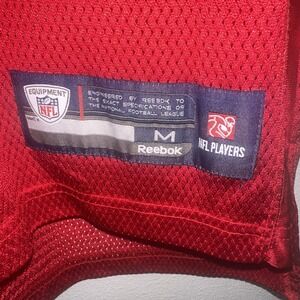 EQUIPMENT
NFL
ENGINEERED BY REEBOK TO
THE EXACT SPECIFICATIONS OF
THE NATIONAL FOOTBALL LEAGUE
M
Reebok
NFL PLAYERS